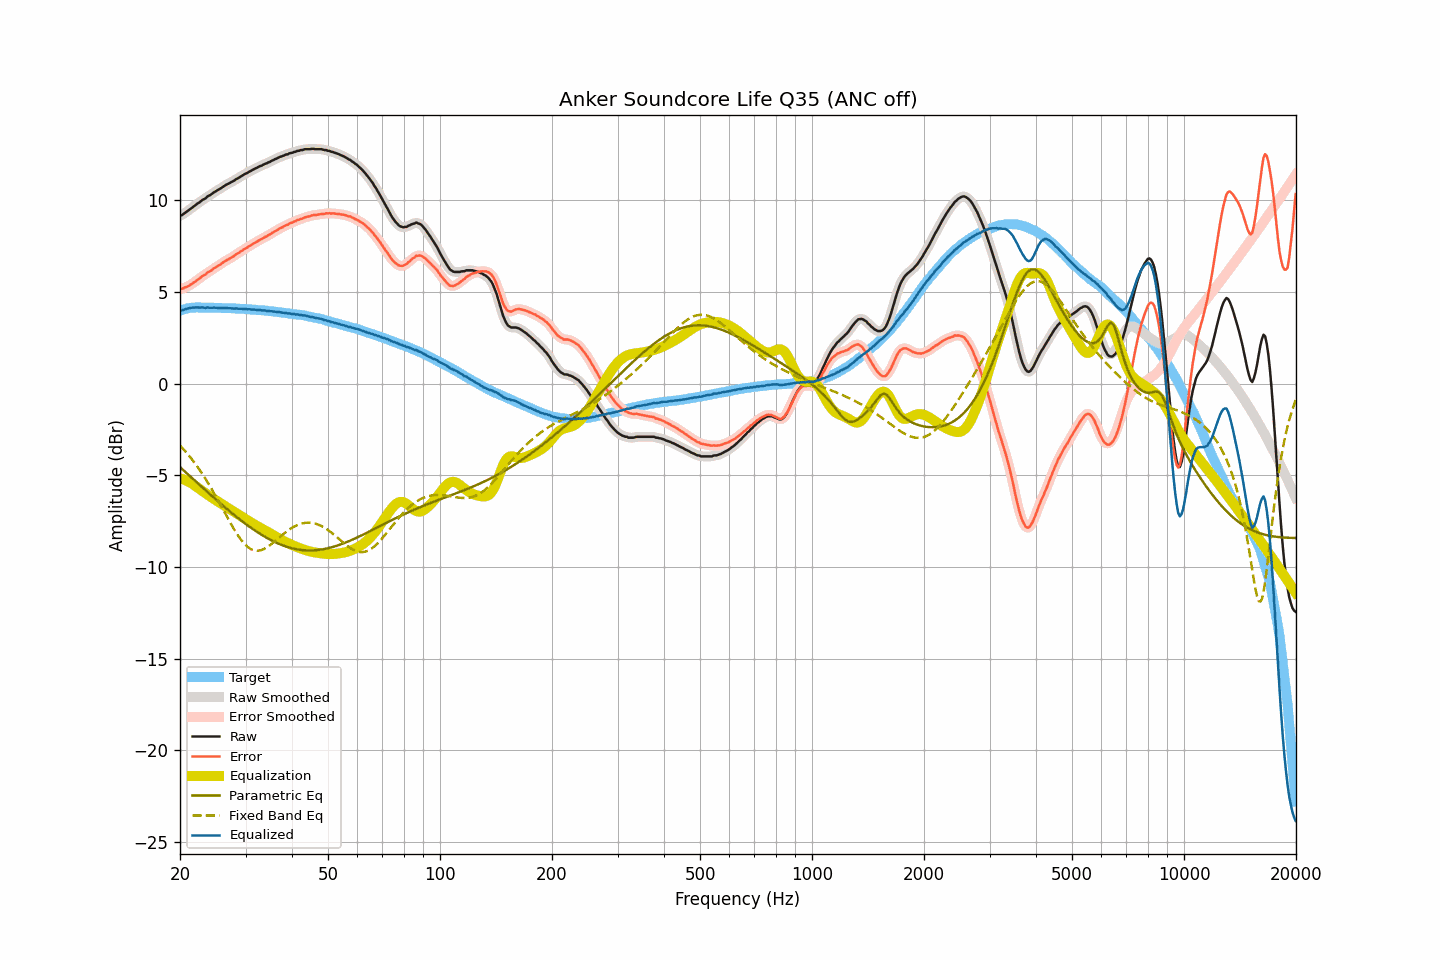 Anker Soundcore Life Q35 (ANC off)
Amplitude (dBr)
10
5
0
−5
−10
−15
−20
−25
Target
Raw Smoothed
Error Smoothed
Raw
Error
Equalization
Parametric Eq
Fixed Band Eq
Equalized
20 50 100 200 500 1000 2000 5000 10000 20000
Frequency (Hz)